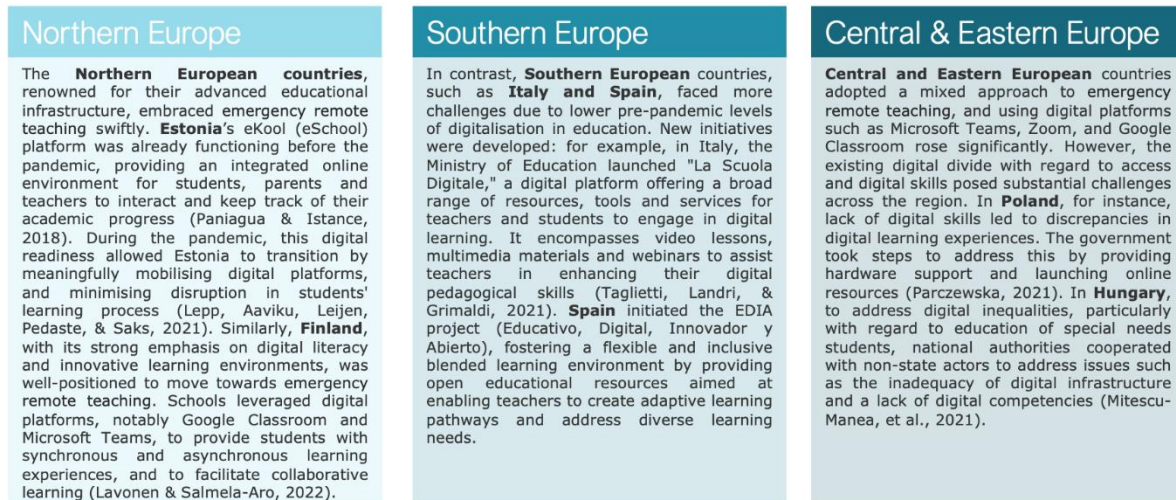 Northern Europe
The Northern European countries,
renowned for their advanced educational
infrastructure, embraced emergency remote
teaching swiftly. Estonia's eKool (eSchool)
platform was already functioning before the
pandemic, providing an integrated online
environment for students, parents and
teachers to interact and keep track of their
academic progress (Paniagua & Istance,
2018). During the pandemic, this digital
readiness allowed Estonia to transition by
meaningfully mobilising digital platforms,
and minimising disruption in students'
learning process (Lepp, Aaviku, Leijen,
Pedaste, & Saks, 2021). Similarly, Finland,
with its strong emphasis on digital literacy
and innovative learning environments, was
well-positioned to move towards emergency
remote teaching. Schools leveraged digital
platforms, notably Google Classroom and
Microsoft Teams, to provide students with
synchronous and asynchronous learning
experiences, and to facilitate collaborative
learning (Lavonen & Salmela-Aro, 2022).
Southern Europe
In contrast, Southern European countries,
such as Italy and Spain, faced more
challenges due to lower pre-pandemic levels
of digitalisation in education. New initiatives
were developed: for example, in Italy, the
Ministry of Education launched "La Scuola
Digitale," a digital platform offering a broad
range of resources, tools and services for
teachers and students to engage in digital
learning. It encompasses video lessons,
multimedia materials and webinars to assist
teachers in enhancing their digital
pedagogical skills (Taglietti, Landri, &
Grimaldi, 2021). Spain initiated the EDIA
project (Educativo, Digital, Innovador y
Abierto), fostering a flexible and inclusive
blended learning environment by providing
open educational resources aimed at
enabling teachers to create adaptive learning
pathways and address diverse learning
needs.
Central & Eastern Europe
Central and Eastern European countries
adopted a mixed approach to emergency
remote teaching, and using digital platforms
such as Microsoft Teams, Zoom, and Google
Classroom rose significantly. However, the
existing digital divide with regard to access
and digital skills posed substantial challenges
across the region. In Poland, for instance,
lack of digital skills led to discrepancies in
digital learning experiences. The government
took steps to address this by providing
hardware support and launching online
resources (Parczewska, 2021). In Hungary,
to address digital inequalities, particularly
with regard to education of special needs
students, national authorities cooperated
with non-state actors to address issues such
as the inadequacy of digital infrastructure
and a lack of digital competencies (Mitescu-
Manea, et al., 2021).